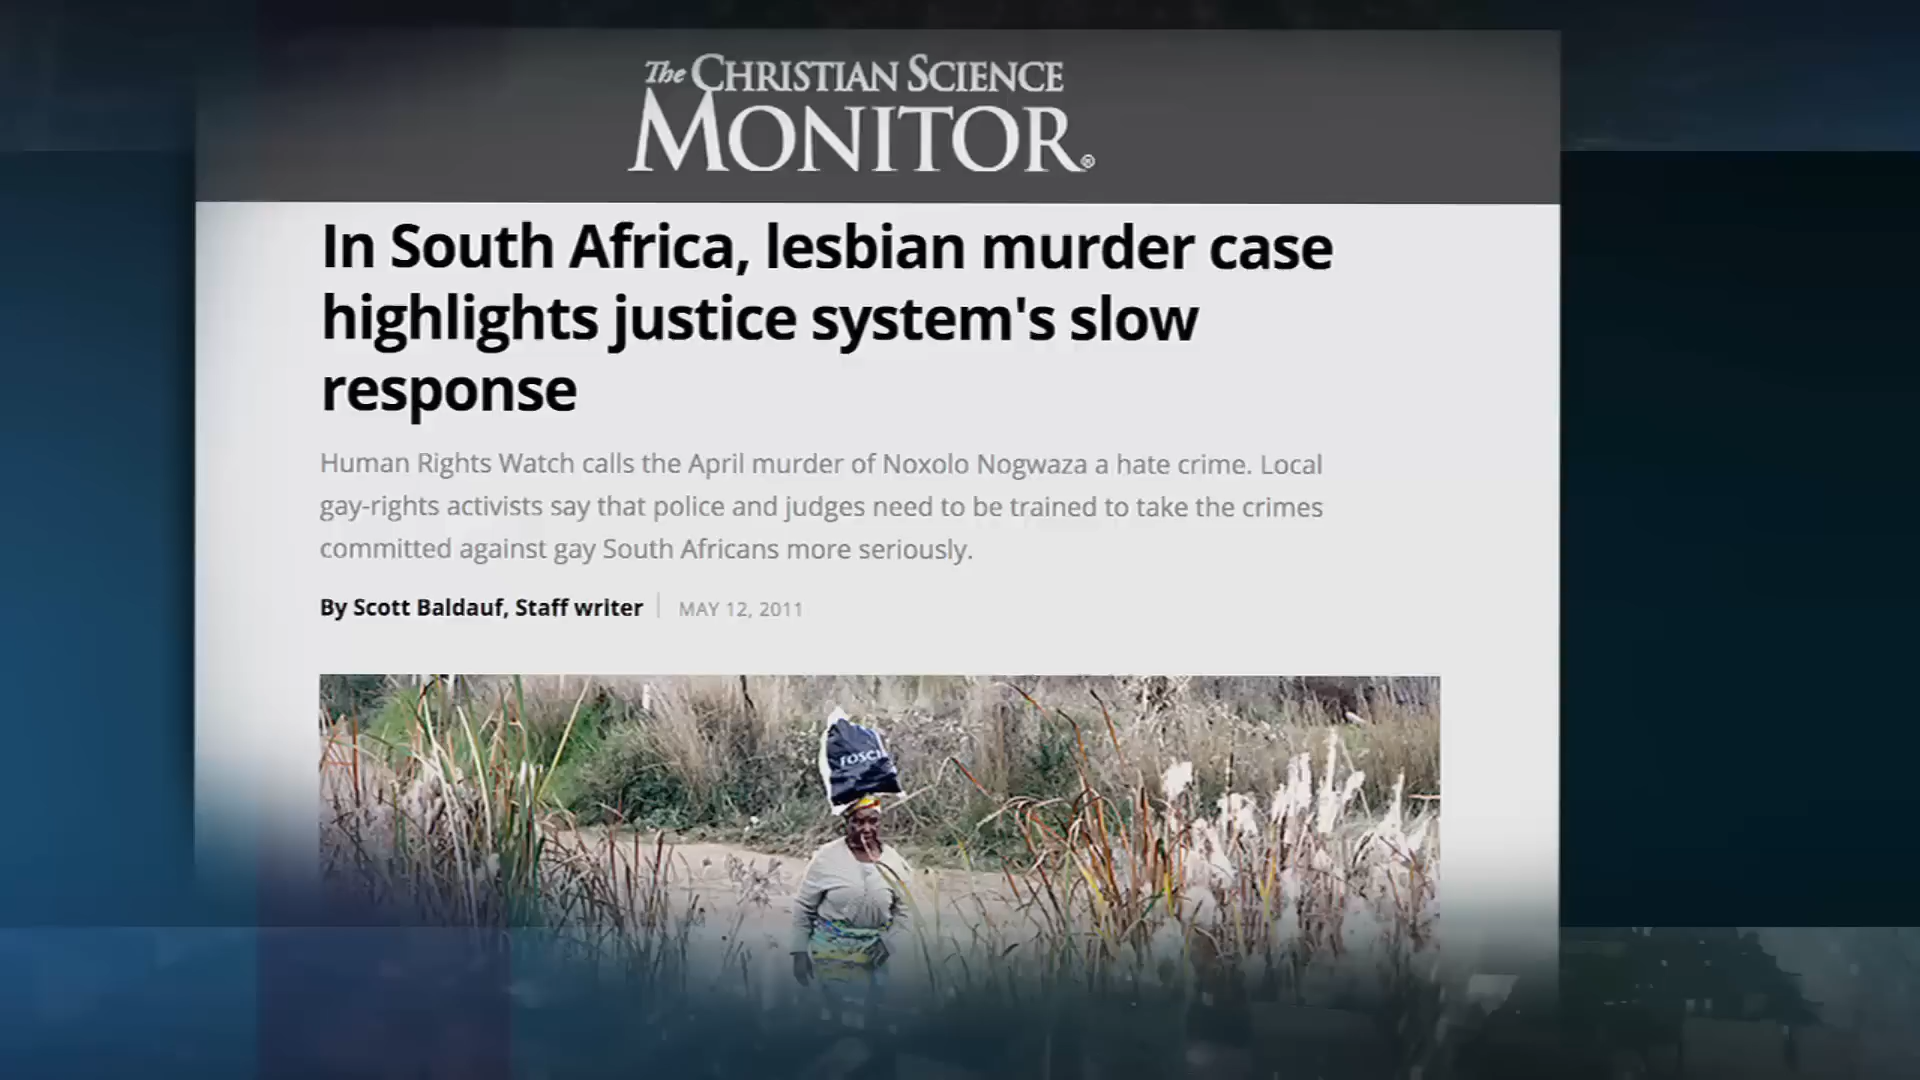 The CHRISTIAN SCIENCE
MONITOR®
In South Africa, lesbian murder case
highlights justice system's slow
response
Human Rights Watch calls the April murder of Noxolo Nogwaza a hate crime. Local
gay-rights activists say that police and judges need to be trained to take the crimes
committed against gay South Africans more seriously.
By Scott Baldauf, Staff writer | MAY 12, 2011